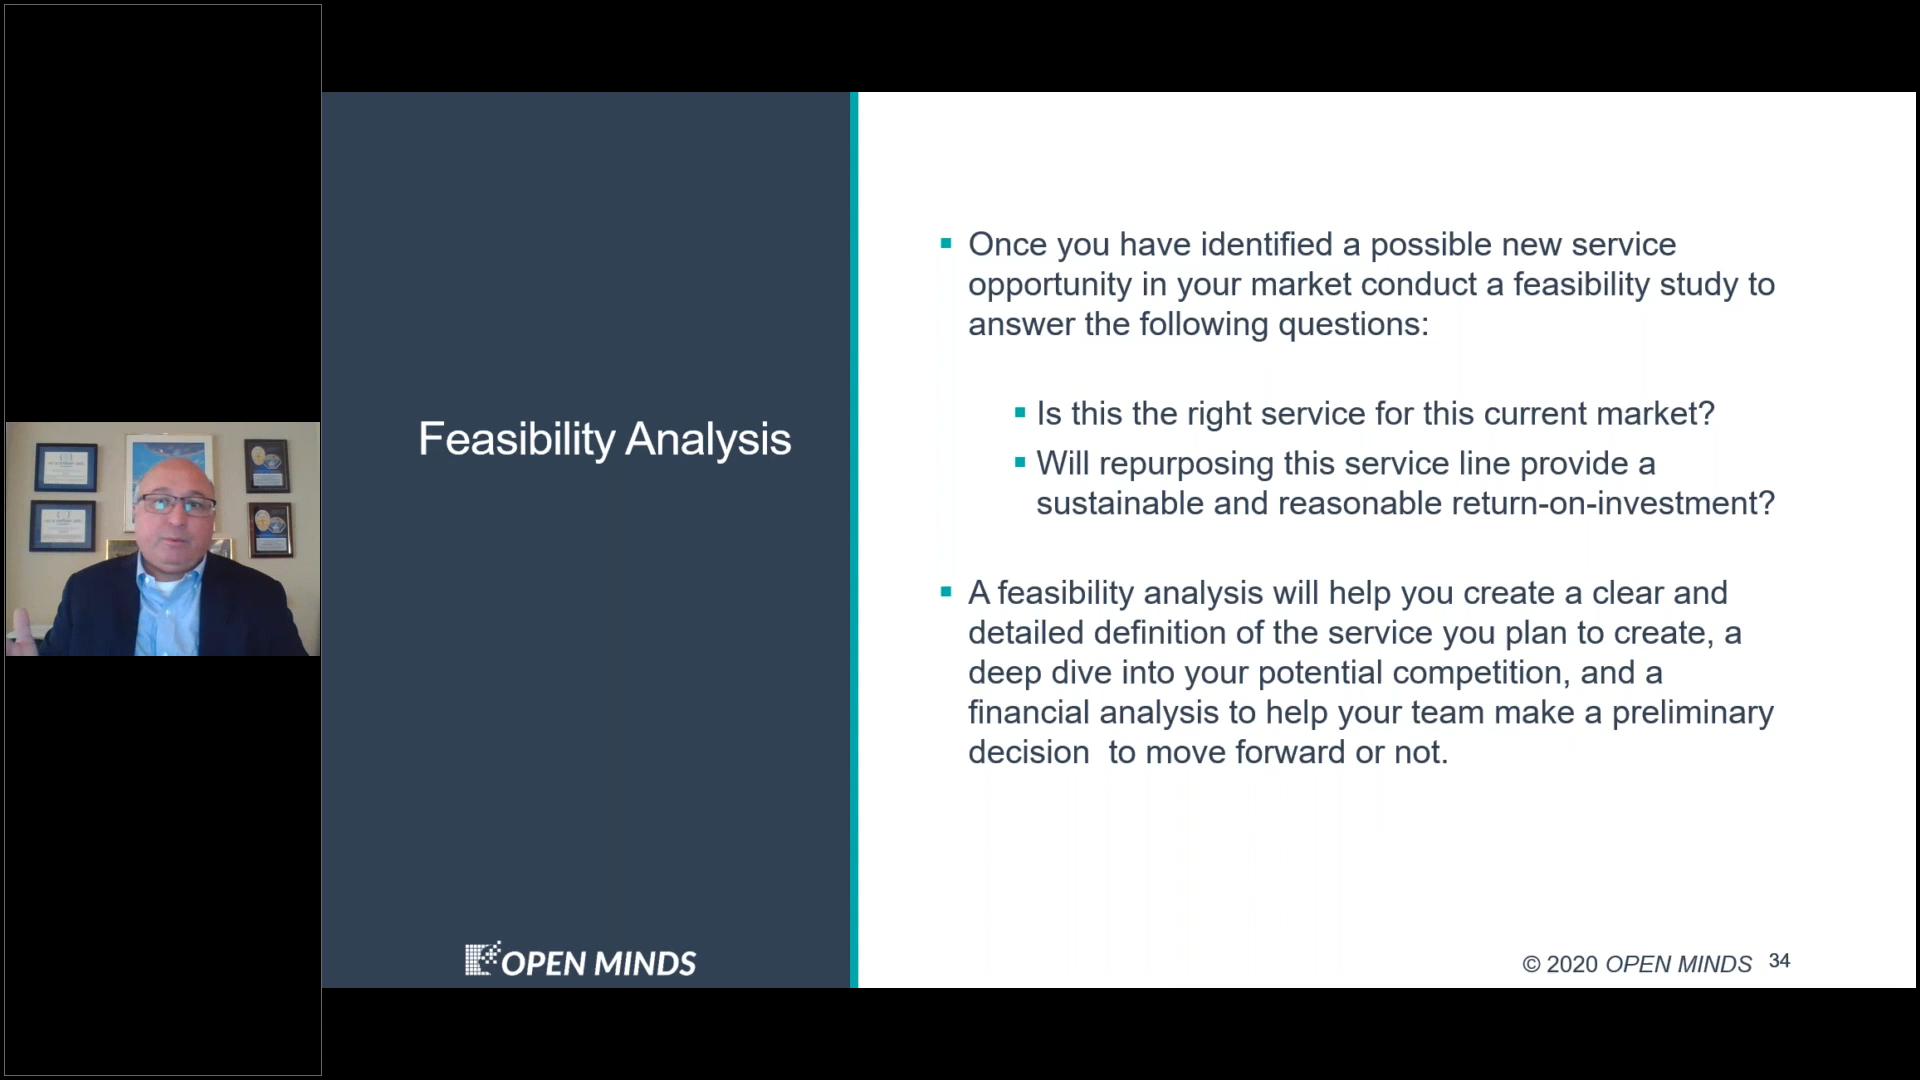 Feasibility Analysis
OPEN MINDS
Once you have identified a possible new service
opportunity in your market conduct a feasibility study to
answer the following questions:
Is this the right service for this current market?
Will repurposing this service line provide a
sustainable and reasonable return-on-investment?
A feasibility analysis will help you create a clear and
detailed definition of the service you plan to create, a
deep dive into your potential competition, and a
financial analysis to help your team make a preliminary
decision  to move forward or not.
© 2020 OPEN MINDS 34